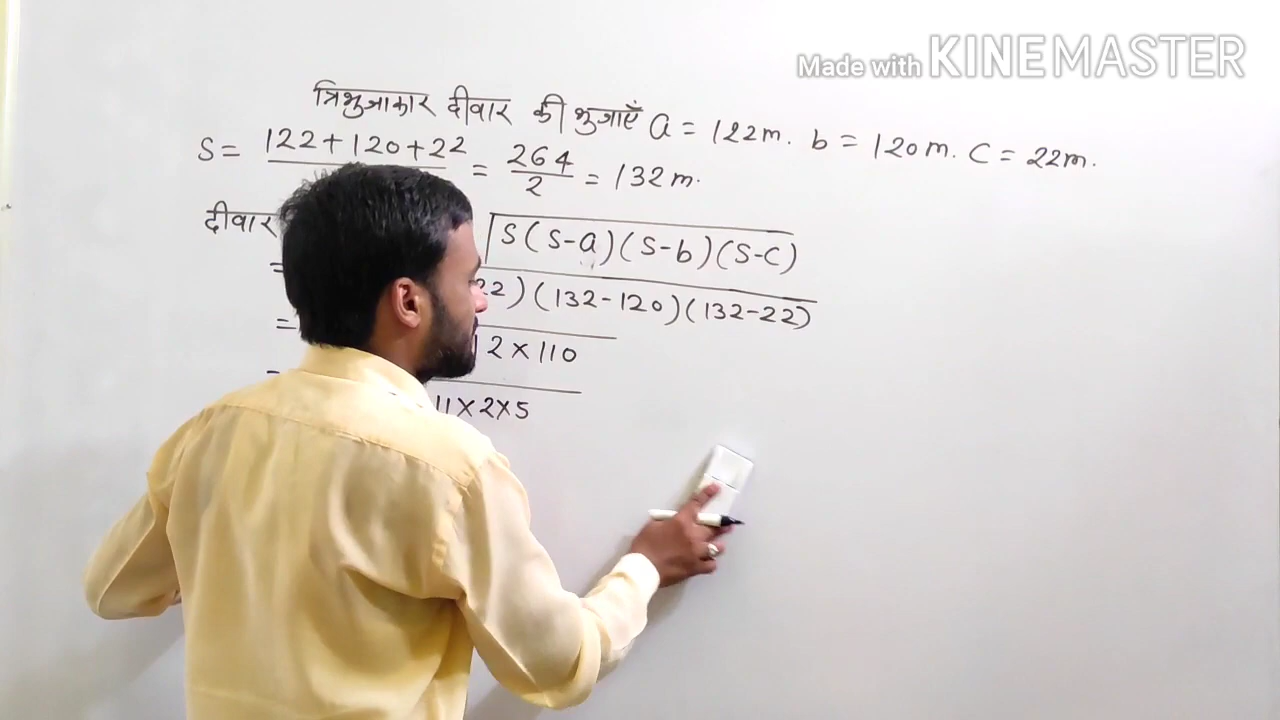 Made with KINEMASTER
त्रिभुजाकार दीवार की भुजाएँ a = 122m. b = 120m. c = 22m.
S = 122+120+22 = 264/2 = 132m.
दीवार √S(S-a)(S-b)(S-c)
= 22)(132-120)(132-22)
= 12×110
= 11×2×5